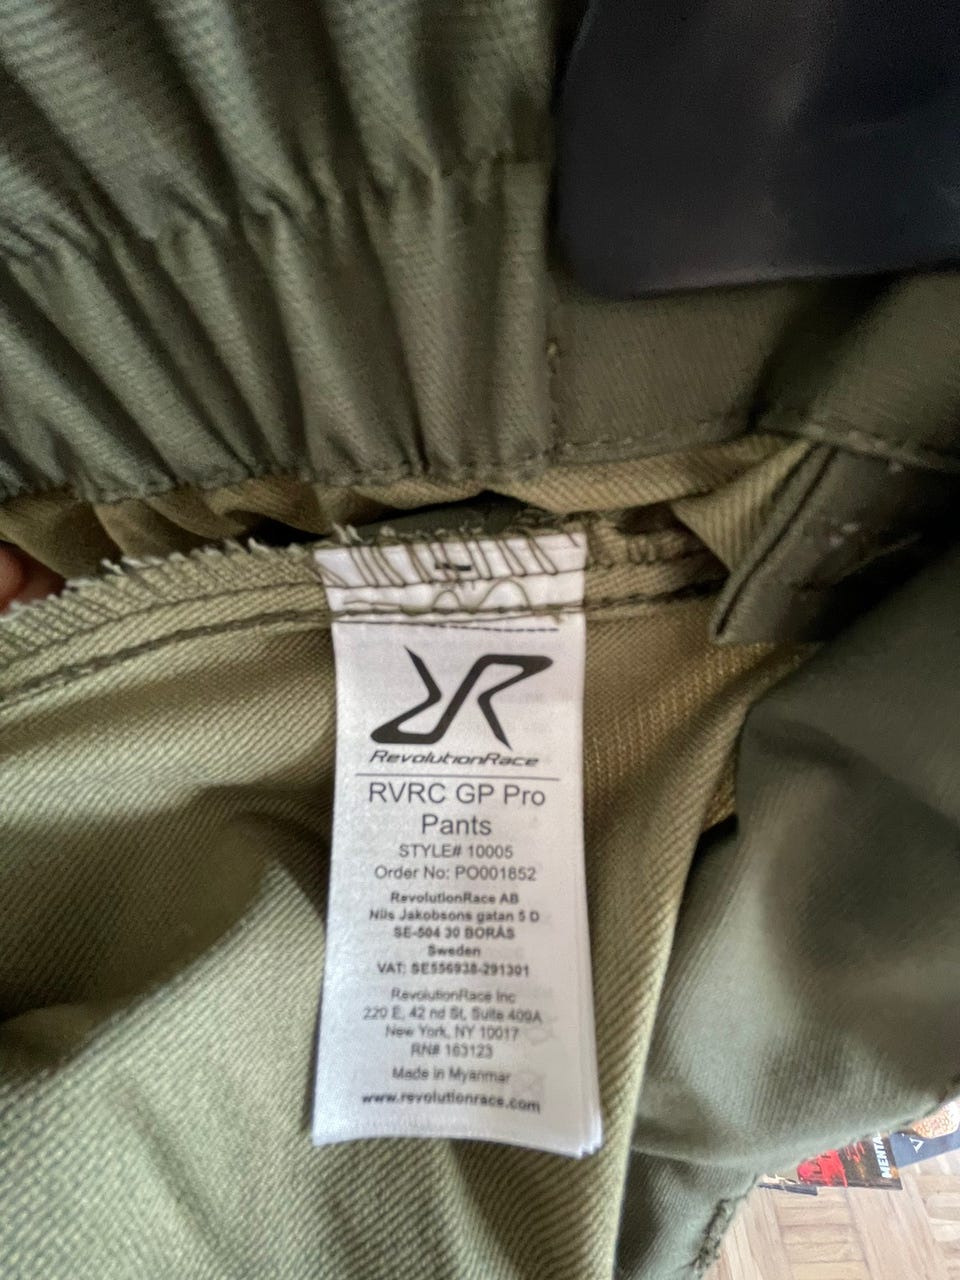 RevolutionRace
RVRC GP Pro
Pants
STYLE# 10005
Order No: PO001852
RevolutionRace AB
Nils Jakobsons gatan 5 D
SE-504 30 BORÅS
Sweden
VAT: SE556938-291301
RevolutionRace Inc
220 E, 42 nd St, Suite 409A
New York, NY 10017
RN# 163123
Made in Myanmar
www.revolutionrace.com
MENTA